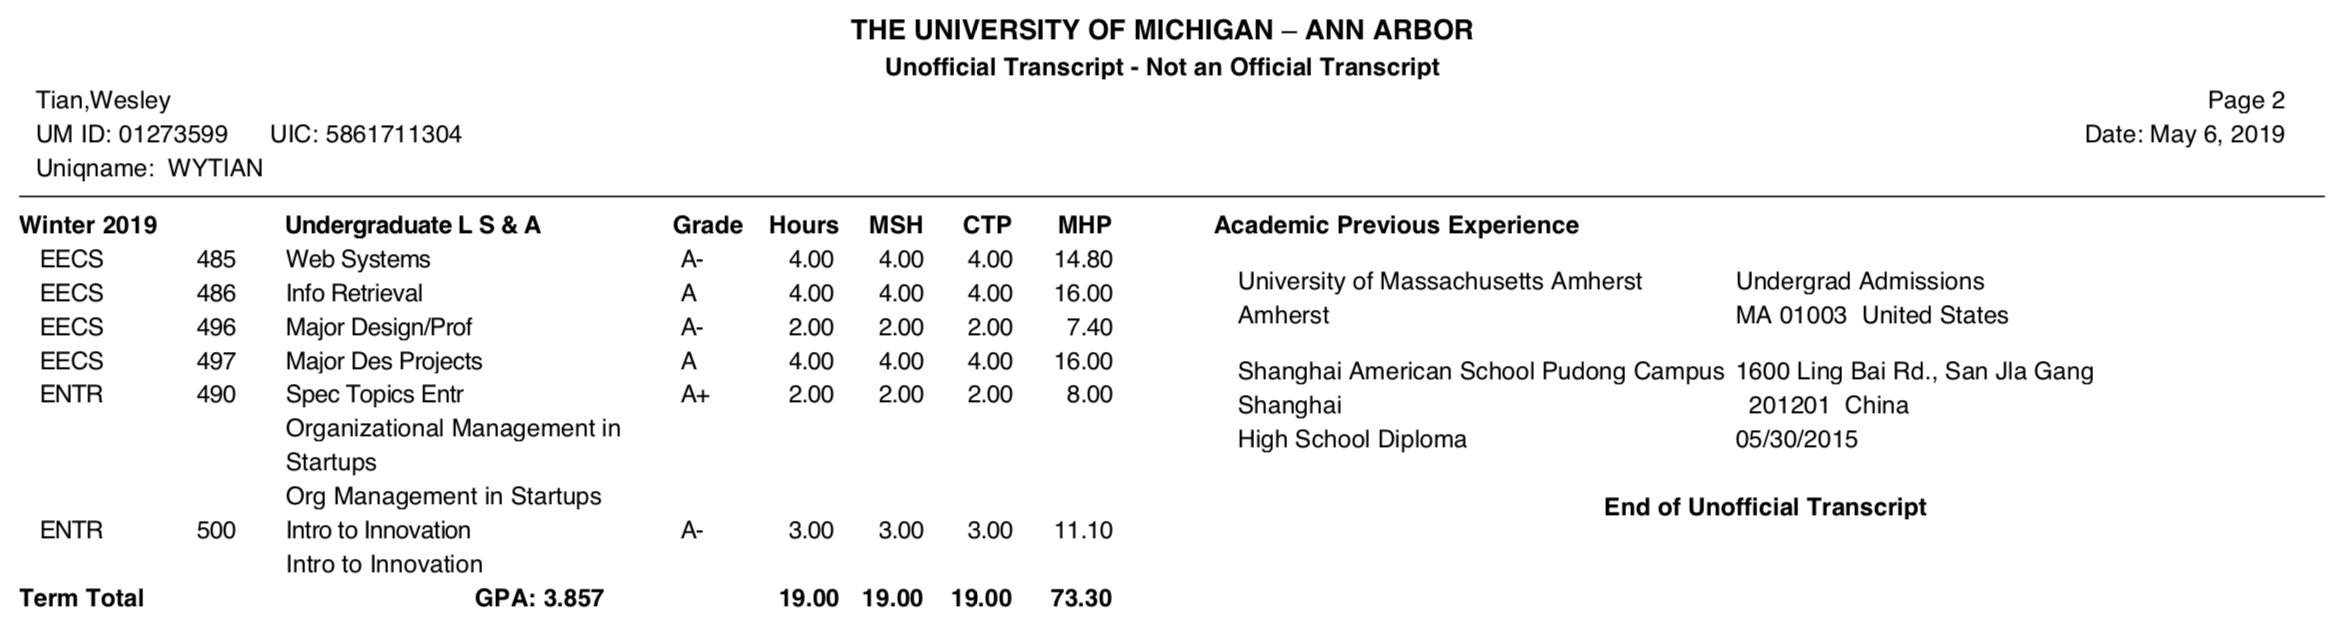 THE UNIVERSITY OF MICHIGAN – ANN ARBOR
Unofficial Transcript - Not an Official Transcript
Tian,Wesley Page 2
UM ID: 01273599 UIC: 5861711304 Date: May 6, 2019
Uniqname: WYTIAN
Winter 2019 Undergraduate L S & A Grade Hours MSH CTP MHP
EECS 485 Web Systems A- 4.00 4.00 4.00 14.80
EECS 486 Info Retrieval A 4.00 4.00 4.00 16.00
EECS 496 Major Design/Prof A- 2.00 2.00 2.00 7.40
EECS 497 Major Des Projects A 4.00 4.00 4.00 16.00
ENTR 490 Spec Topics Entr A+ 2.00 2.00 2.00 8.00
Organizational Management in
Startups
Org Management in Startups
ENTR 500 Intro to Innovation A- 3.00 3.00 3.00 11.10
Intro to Innovation
Term Total GPA: 3.857 19.00 19.00 19.00 73.30
Academic Previous Experience
University of Massachusetts Amherst Undergrad Admissions
Amherst MA 01003 United States
Shanghai American School Pudong Campus 1600 Ling Bai Rd., San JIa Gang
Shanghai 201201 China
High School Diploma 05/30/2015
End of Unofficial Transcript